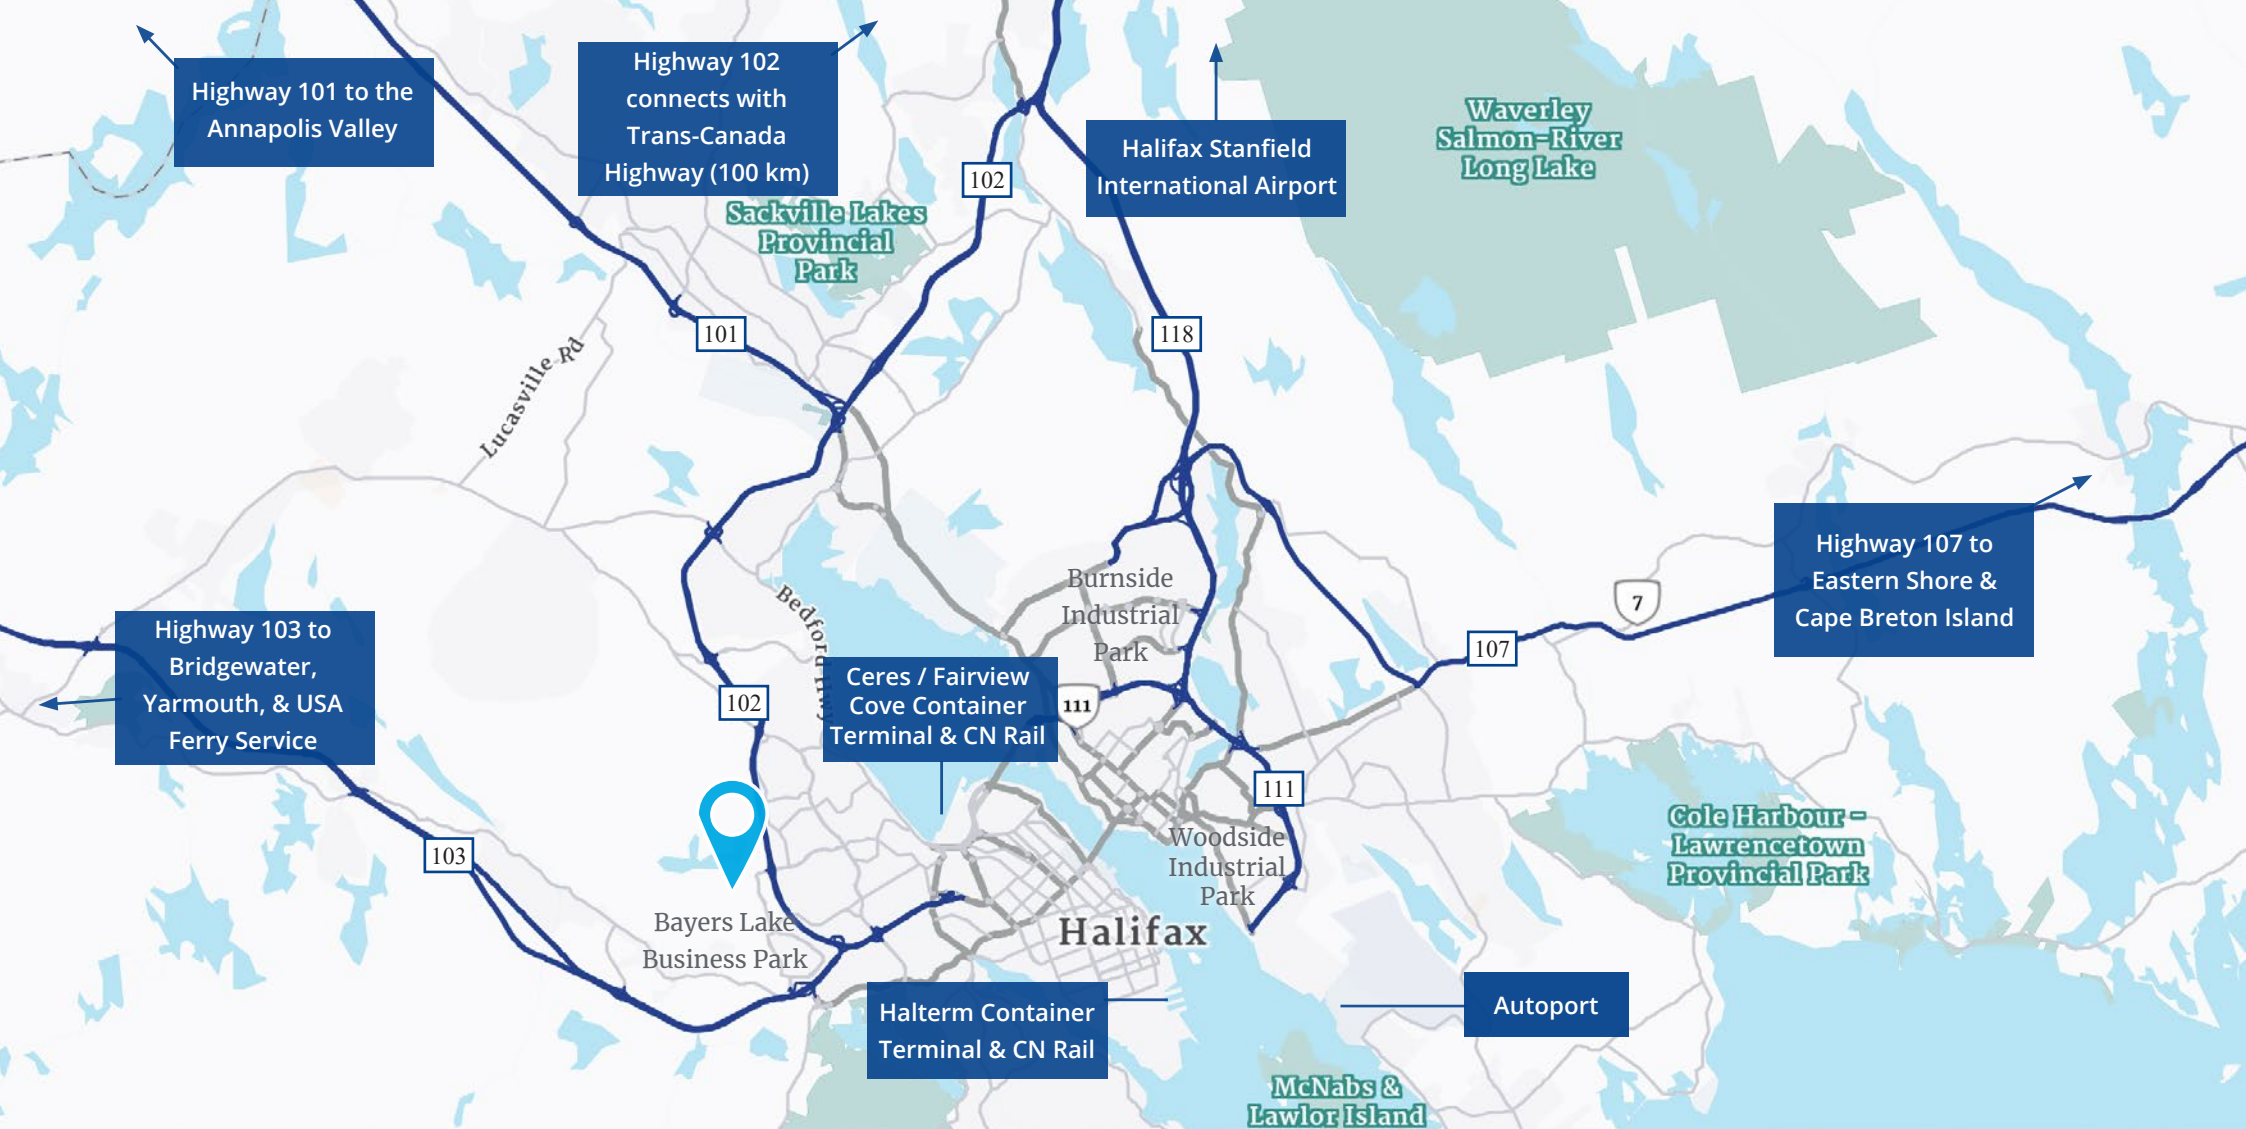 Highway 101 to the
Annapolis Valley
Highway 102
connects with
Trans-Canada
Highway (100 km)
Halifax Stanfield
International Airport
Waverley
Salmon-River
Long Lake
102
Sackville Lakes
Provincial
Park
101
118
Lucasville Rd
Highway 107 to
Eastern Shore &
Cape Breton Island
7
107
Burnside
Industrial
Park
Bedford Hwy
Highway 103 to
Bridgewater,
Yarmouth, & USA
Ferry Service
102
Ceres / Fairview
Cove Container
Terminal & CN Rail
111
111
103
Woodside
Industrial
Park
Cole Harbour -
Lawrencetown
Provincial Park
Bayers Lake
Business Park
Halifax
Halterm Container
Terminal & CN Rail
Autoport
McNabs &
Lawlor Island